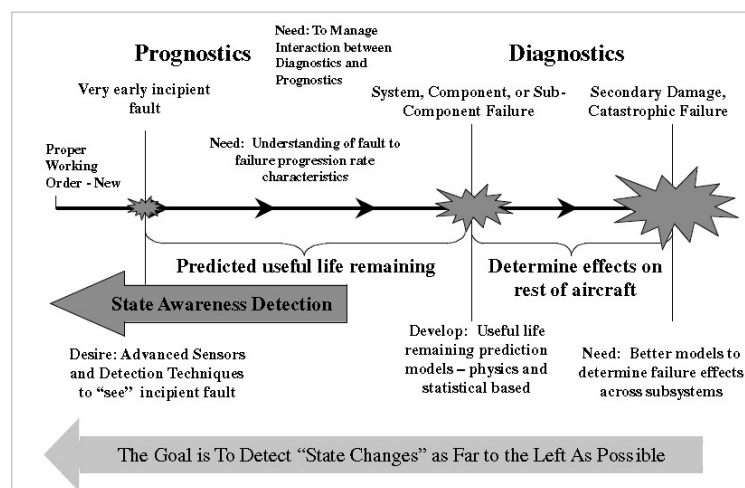 Prognostics
Need: To Manage
Interaction between
Diagnostics and
Prognostics
Diagnostics
Very early incipient
fault
System, Component, or Sub-
Component Failure
Secondary Damage,
Catastrophic Failure
Proper
Working
Order - New
Need: Understanding of fault to
failure progression rate
characteristics
Predicted useful life remaining
Determine effects on
rest of aircraft
State Awareness Detection
Desire: Advanced Sensors
and Detection Techniques
to “see” incipient fault
Develop: Useful life
remaining prediction
models – physics and
statistical based
Need: Better models to
determine failure effects
across subsystems
The Goal is To Detect “State Changes” as Far to the Left As Possible